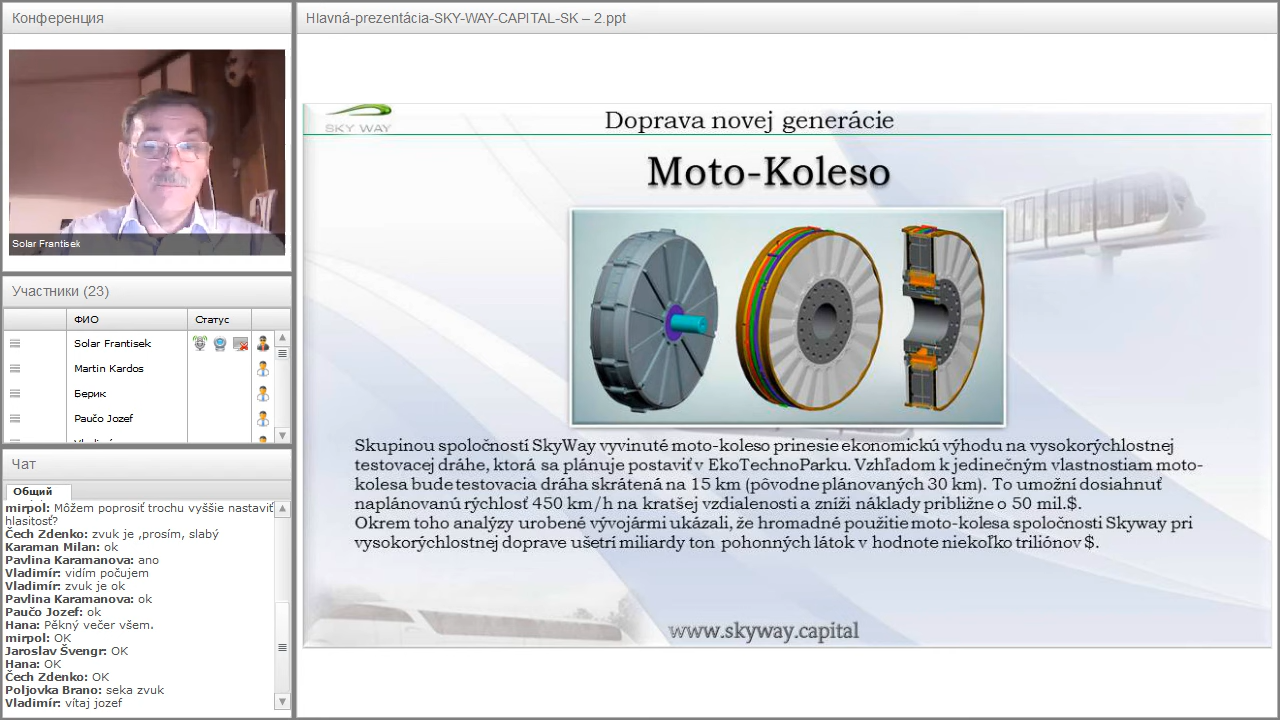 Конференция
Solar Frantisek
Участники (23)
ФИО
Статус
Solar Frantisek
Martin Kardos
Берик
Paučo Jozef
Чат
Общий
mirpol: Môžem poprosiť trochu vyššie nastaviť
hlasitosť?
Čech Zdenko: zvuk je ,prosím, slabý
Karaman Milan: ok
Pavlina Karamanova: ano
Vladimír: vidím počujem
Vladimír: zvuk je ok
Pavlina Karamanova: ok
Paučo Jozef: ok
Hana: Pěkný večer všem.
mirpol: OK
Jaroslav Švengr: OK
Hana: OK
Čech Zdenko: OK
Poljovka Brano: seka zvuk
Vladimír: vítaj jozef
Hlavná-prezentácia-SKY-WAY-CAPITAL-SK – 2.ppt
SKY WAY
Doprava novej generácie
Moto-Koleso
Skupinou spoločností SkyWay vyvinuté moto-koleso prinesie ekonomickú výhodu na vysokorýchlostnej
testovacej dráhe, ktorá sa plánuje postaviť v EkoTechnoParku. Vzhľadom k jedinečným vlastnostiam moto-
kolesa bude testovacia dráha skrátená na 15 km (pôvodne plánovaných 30 km). To umožní dosiahnuť
naplánovanú rýchlosť 450 km/h na kratšej vzdialenosti a zníži náklady približne o 50 mil.$.
Okrem toho analýzy urobené vývojármi ukázali, že hromadné použitie moto-kolesa spoločnosti Skyway pri
vysokorýchlostnej doprave ušetrí miliardy ton pohonných látok v hodnote niekoľko triliónov $.
www.skyway.capital